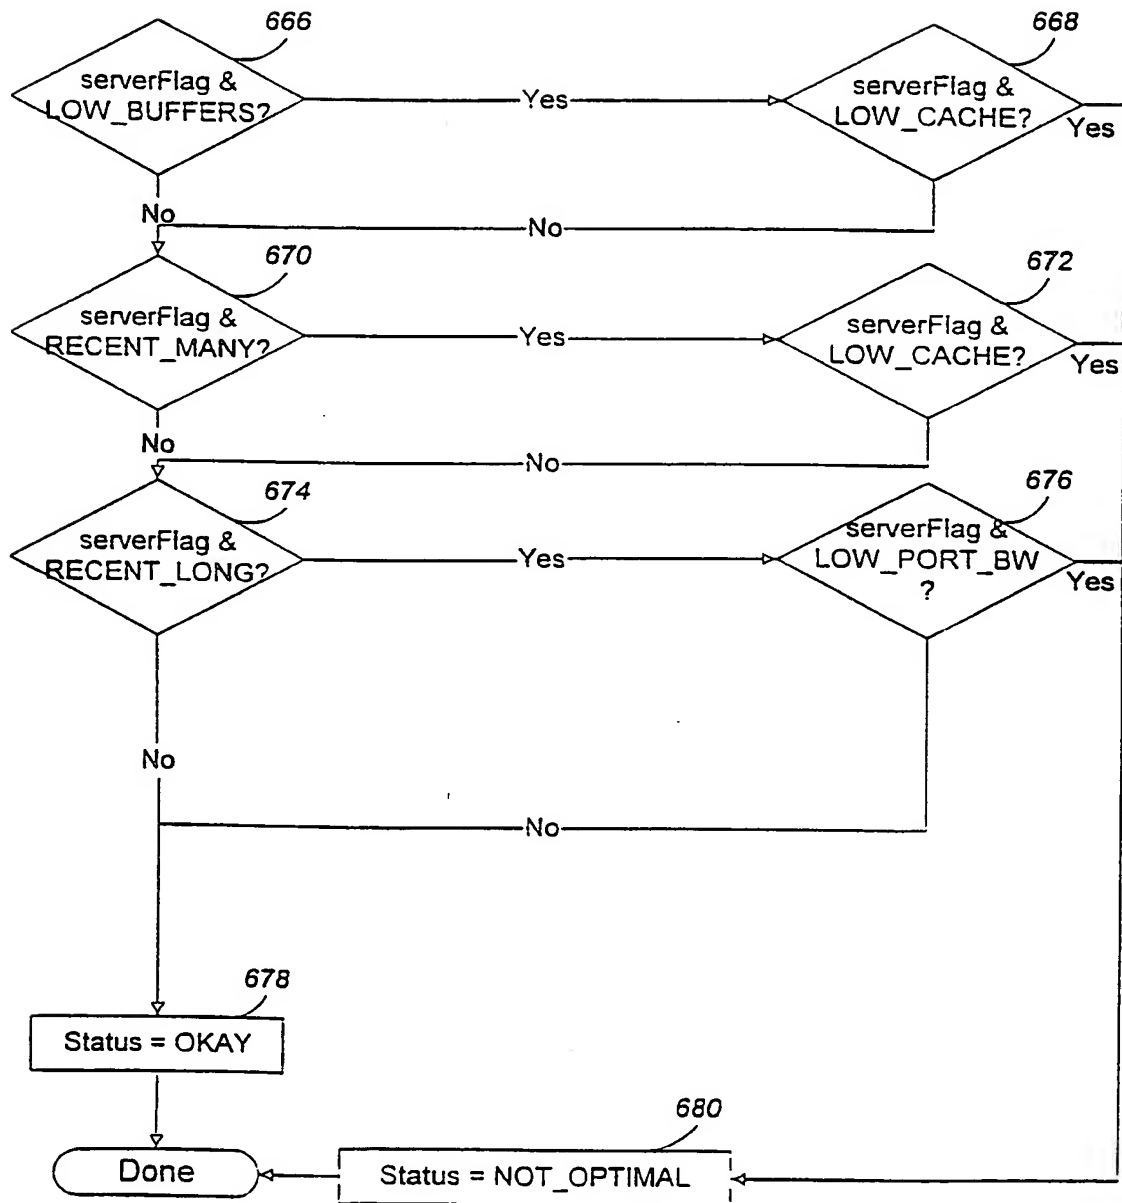 666
668
serverFlag &
LOW_BUFFERS?
Yes
serverFlag &
LOW_CACHE?
Yes
No
No
670
672
serverFlag &
RECENT_MANY?
Yes
serverFlag &
LOW_CACHE?
Yes
No
No
674
676
serverFlag &
RECENT_LONG?
Yes
serverFlag &
LOW_PORT_BW
?
Yes
No
No
678
Status = OKAY
680
Done
Status = NOT_OPTIMAL